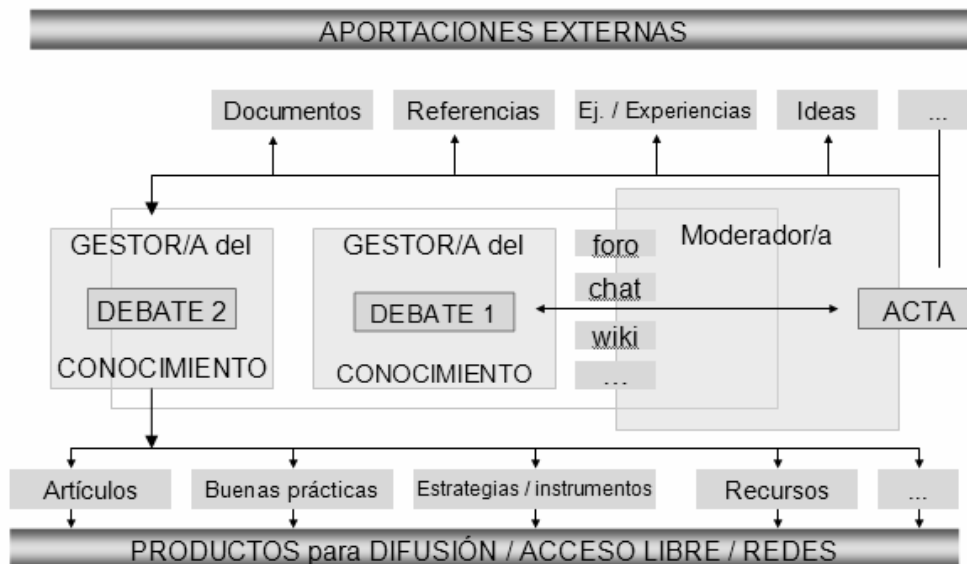 APORTACIONES EXTERNAS
Documentos
Referencias
Ej. / Experiencias
Ideas
...
GESTOR/A del
DEBATE 2
CONOCIMIENTO
GESTOR/A del
DEBATE 1
CONOCIMIENTO
foro
chat
wiki
...
Moderador/a
ACTA
Artículos
Buenas prácticas
Estrategias / instrumentos
Recursos
...
PRODUCTOS para DIFUSIÓN / ACCESO LIBRE / REDES